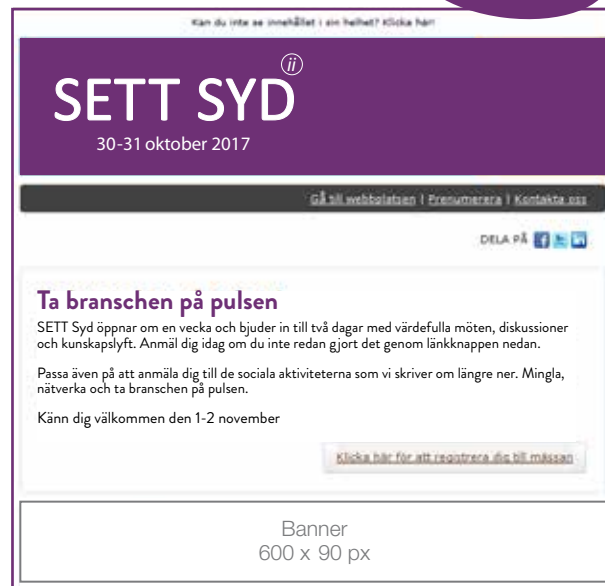 Kan du inte se innehållet i sin helhet? Klicka här!
ii
SETT SYD
30-31 oktober 2017
Gå till webbplatsen | Prenumerera | Kontakta oss
DELA PÅ
Ta branschen på pulsen
SETT Syd öppnar om en vecka och bjuder in till två dagar med värdefulla möten, diskussioner
och kunskapslyft. Anmäl dig idag om du inte redan gjort det genom länkknappen nedan.
Passa även på att anmäla dig till de sociala aktiviteterna som vi skriver om längre ner. Mingla,
nätverka och ta branschen på pulsen.
Känn dig välkommen den 1-2 november
Klicka här för att registrera dig till mässan
Banner
600 x 90 px